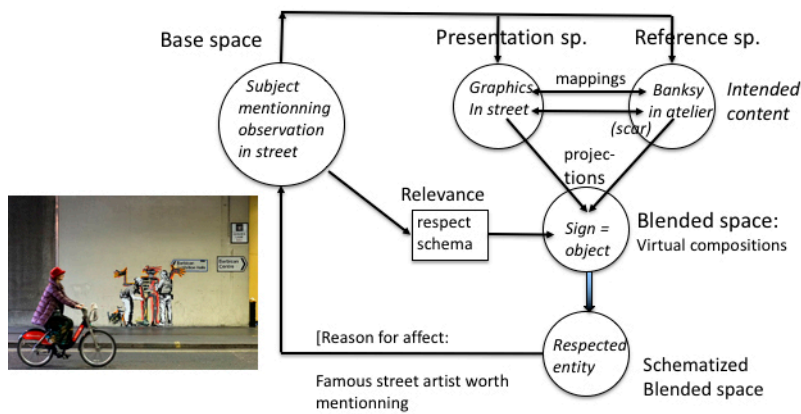 Base space
Presentation sp.
Reference sp.
Subject
mentionning
observation
in street
Graphics
In street
mappings
Banksy
in atelier
(scar)
Intended
content
projec-
tions
Relevance
respect
schema
Sign =
object
Blended space:
Virtual compositions
Barbican
Centre
[Reason for affect:
Famous street artist worth
mentionning
Respected
entity
Schematized
Blended space